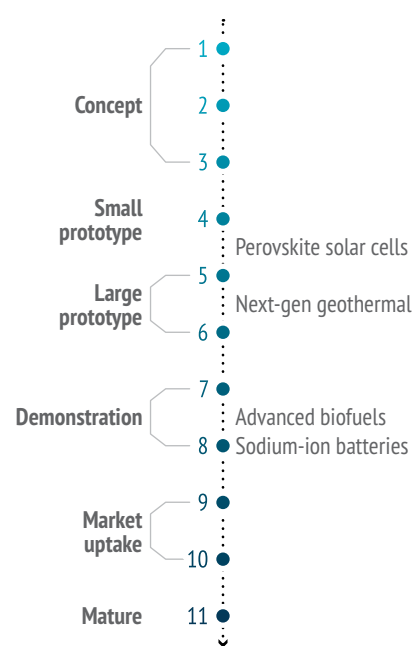 1
Concept
2
3
Small
prototype
4
Perovskite solar cells
5
Large
prototype
Next-gen geothermal
6
7
Demonstration
Advanced biofuels
8
Sodium-ion batteries
9
Market
uptake
10
Mature
11